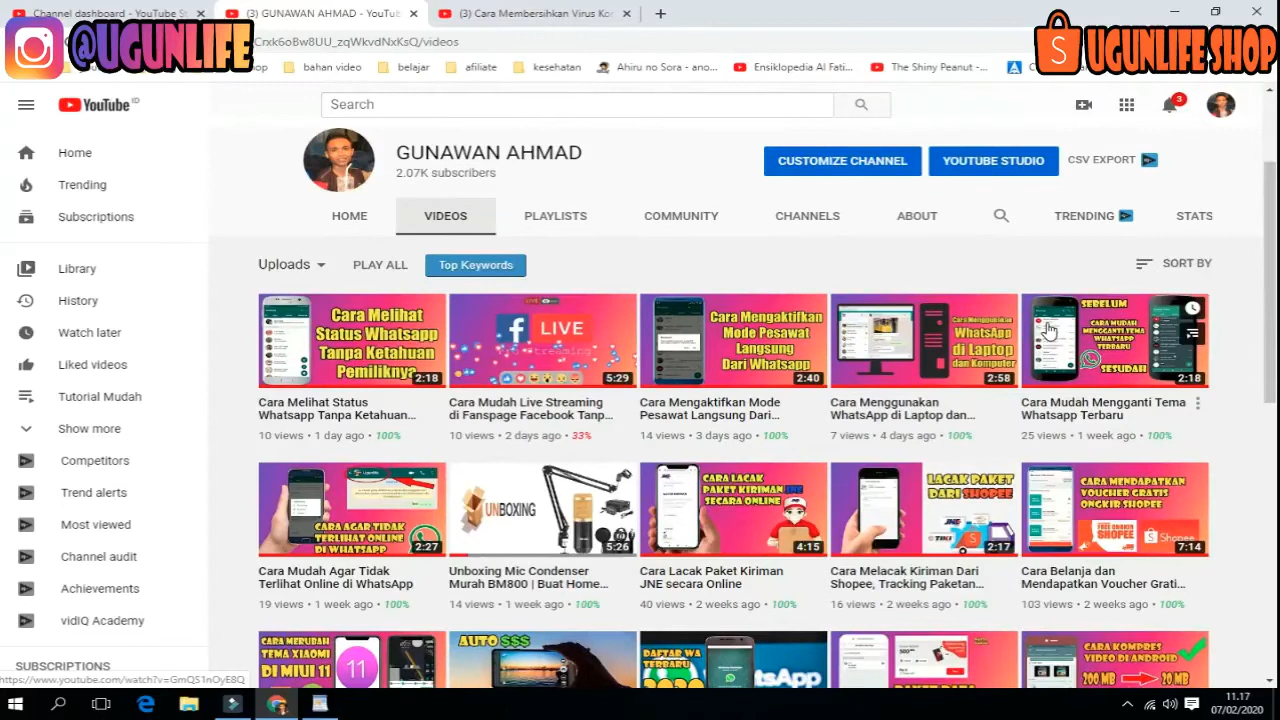 Channel dashboard - YouTube St
(3) GUNAWAN AHMAD - YouTu
(3) Cara Membersihkan Virus Kor
@UGUNLIFE
UGUNLIFE SHOP
Crxk6oBw8UU_zqWkvdNxKsQ/videos
bahan video
belajar
afiliate
kesehatan
Ahiru no Sora - ano...
Ensiklopedia Al Fati...
The Shiny Peanut -...
YouTube ID
Search
3
Home
Trending
Subscriptions
Library
History
Watch later
Liked videos
Tutorial Mudah
Show more
Competitors
Trend alerts
Most viewed
Channel audit
Achievements
vidIQ Academy
SUBSCRIPTIONS
GUNAWAN AHMAD
2.07K subscribers
CUSTOMIZE CHANNEL
YOUTUBE STUDIO
CSV EXPORT
HOME
VIDEOS
PLAYLISTS
COMMUNITY
CHANNELS
ABOUT
TRENDING
STATS
Uploads
PLAY ALL
Top Keywords
SORT BY
Cara Melihat
Status Whatsapp
Tanpa Ketahuan
Pemiliknya
2:18
LIVE
Streaming
5:29
Cara Mengaktifkan
Mode Pesawat
Langsung
Dari Whatsapp
2:40
Cara Menggunakan
WhatsApp
di Laptop
dan Komputer
2:58
SEBELUM
CARA MUDAH
MENGGANTI TEMA
WHATSAPP
TERBARU
SESUDAH
2:18
Cara Melihat Status
Whatsapp Tanpa Ketahuan...
10 views • 1 day ago • 100%
Cara Mudah Live Streaming
di Fanspage Facebook Tanp...
10 views • 2 days ago • 33%
Cara Mengaktifkan Mode
Pesawat Langsung Dari...
14 views • 3 days ago • 100%
Cara Menggunakan
WhatsApp di Laptop dan...
7 views • 4 days ago • 100%
Cara Mudah Mengganti Tema
Whatsapp Terbaru
25 views • 1 week ago • 100%
CARA AGAR TIDAK
TERLIHAT ONLINE
DI WHATSAPP
2:27
UNBOXING
5:26
CARA LACAK
PAKET KIRIMAN JNE
SECARA ONLINE
4:15
LACAK PAKET
DARI SHOPEE
2:17
CARA MENDAPATKAN
VOUCHER GRATIS
ONGKIR SHOPEE
FREE ONGKIR
Shopee
7:14
Cara Mudah Agar Tidak
Terlihat Online di WhatsApp
19 views • 1 week ago • 100%
Unboxing Mic Condenser
Murah BM800 | Buat Home...
14 views • 1 week ago • 100%
Cara Lacak Paket Kiriman
JNE secara Online
40 views • 2 weeks ago • 100%
Cara Melacak Kiriman Dari
Shopee, Tracking Paketan...
16 views • 2 weeks ago • 100%
Cara Belanja dan
Mendapatkan Voucher Grati...
103 views • 2 weeks ago • 100%
CARA MERUBAH
TEMA XIAOMI
DI MIUI 11
11
AUTO $$$
DAFTAR WA
tsApp
CARA KOMPRES
VIDEO DI ANDROID
200 MB
20 MB
https://www.youtube.com/watch?v=GmQS1nOyE8Q
11.17
07/02/2020